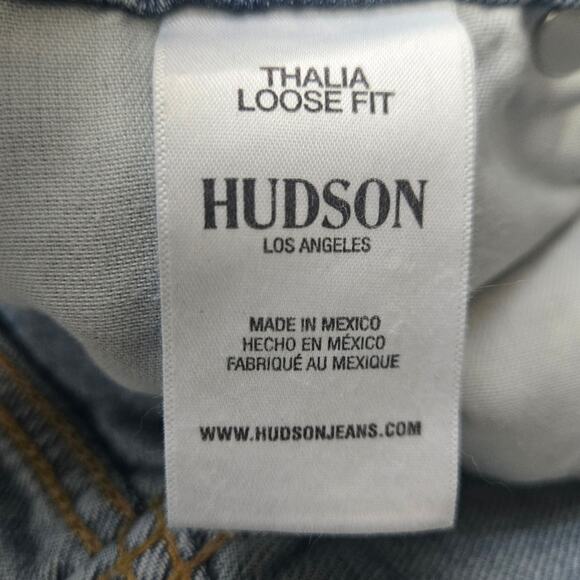 THALIA
LOOSE FIT
HUDSON
LOS ANGELES
MADE IN MEXICO
HECHO EN MÉXICO
FABRIQUÉ AU MEXIQUE
WWW.HUDSONJEANS.COM